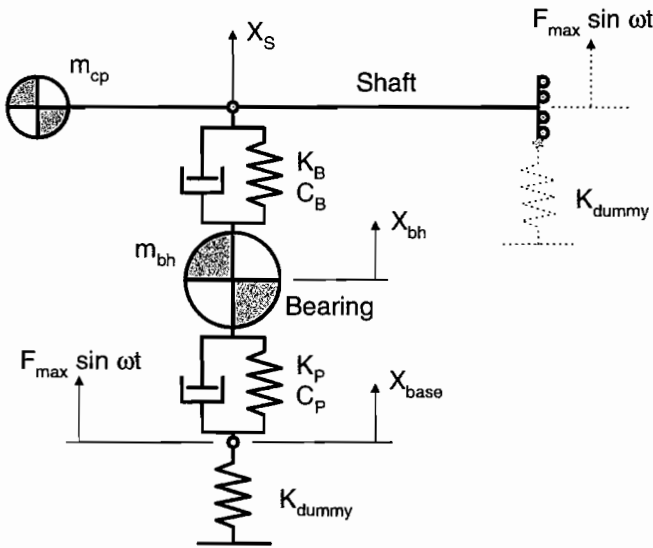 X_S
F_max sin ωt
m_cp
Shaft
K_B
C_B
K_dummy
X_bh
m_bh
Bearing
F_max sin ωt
K_P
C_P
X_base
K_dummy